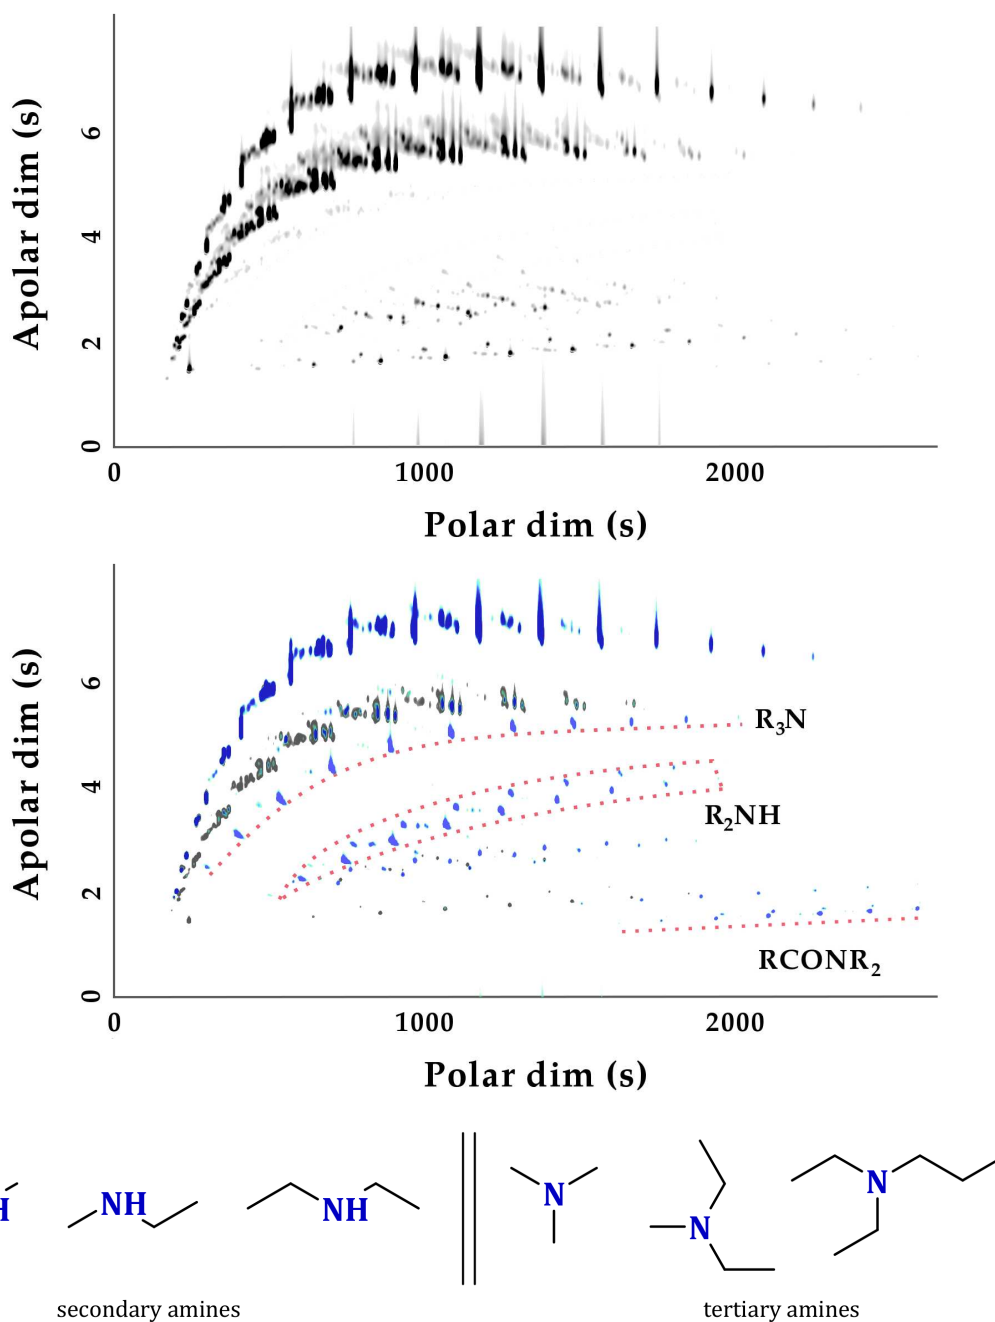 Apolar dim (s)
6
4
2
0
0 1000 2000
Polar dim (s)
Apolar dim (s)
6
4
2
0
R₃N
R₂NH
RCONR₂
0 1000 2000
Polar dim (s)
H NH NH N N N
secondary amines tertiary amines